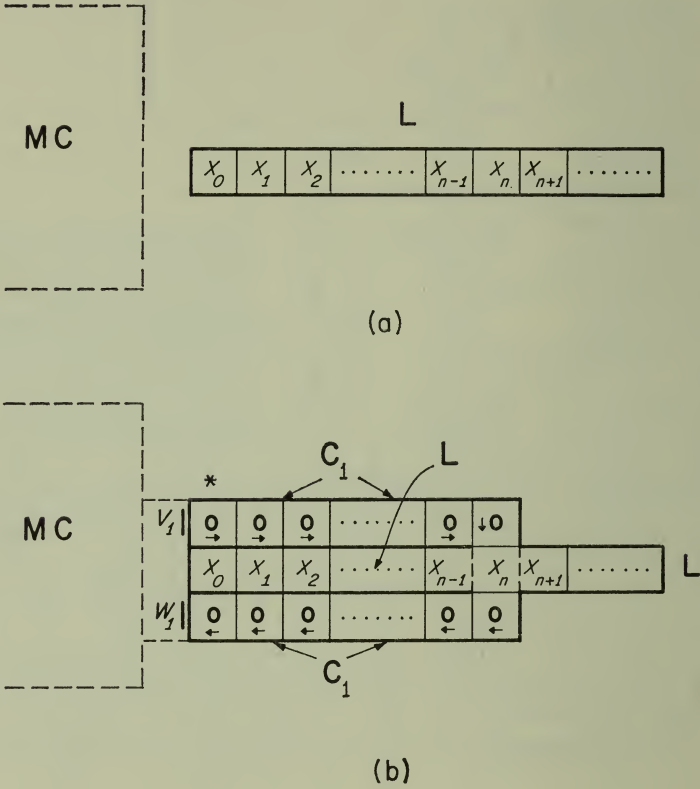 L
MC
X₀ X₁ X₂ ······· Xₙ₋₁ Xₙ Xₙ₊₁ ·······
(a)
C₁ L
*
V₁ 0→ 0→ 0→ ······· 0→ ↓0
MC
X₀ X₁ X₂ ······· Xₙ₋₁ Xₙ Xₙ₊₁ ······· L
W₁ 0← 0← 0← ······· 0← 0←
C₁
(b)